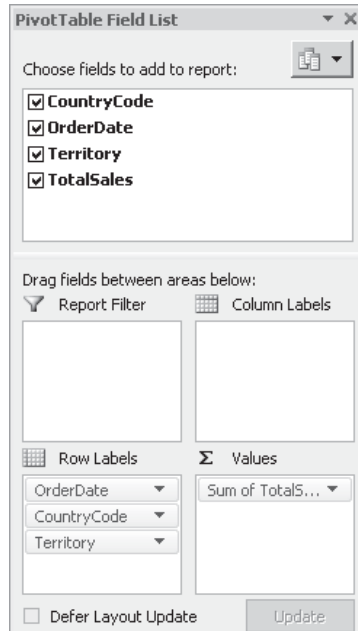 PivotTable Field List
Choose fields to add to report:
CountryCode
OrderDate
Territory
TotalSales
Drag fields between areas below:
Report Filter Column Labels
Row Labels Σ Values
OrderDate Sum of TotalS...
CountryCode
Territory
Defer Layout Update Update